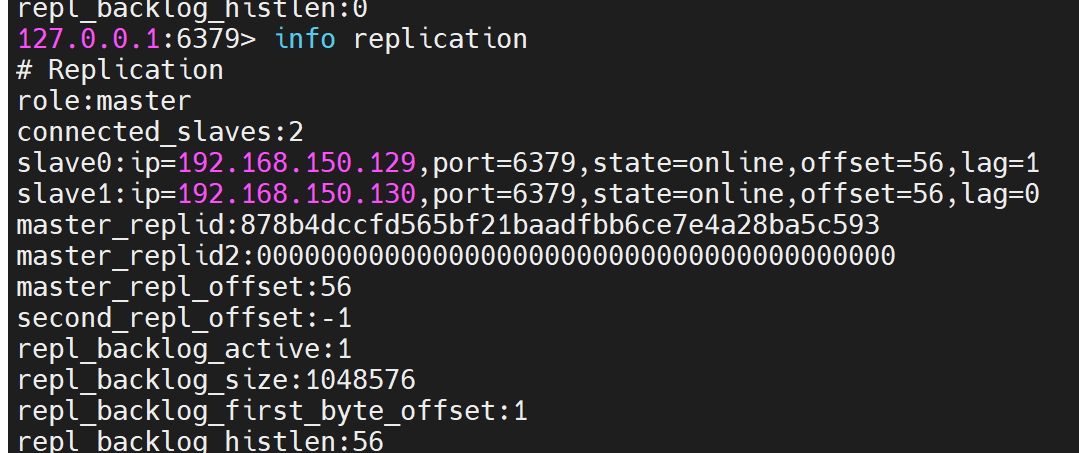 repl_backlog_histlen:0
127.0.0.1:6379> info replication
# Replication
role:master
connected_slaves:2
slave0:ip=192.168.150.129,port=6379,state=online,offset=56,lag=1
slave1:ip=192.168.150.130,port=6379,state=online,offset=56,lag=0
master_replid:878b4dccfd565bf21baadfbb6ce7e4a28ba5c593
master_replid2:0000000000000000000000000000000000000000
master_repl_offset:56
second_repl_offset:-1
repl_backlog_active:1
repl_backlog_size:1048576
repl_backlog_first_byte_offset:1
repl_backlog_histlen:56